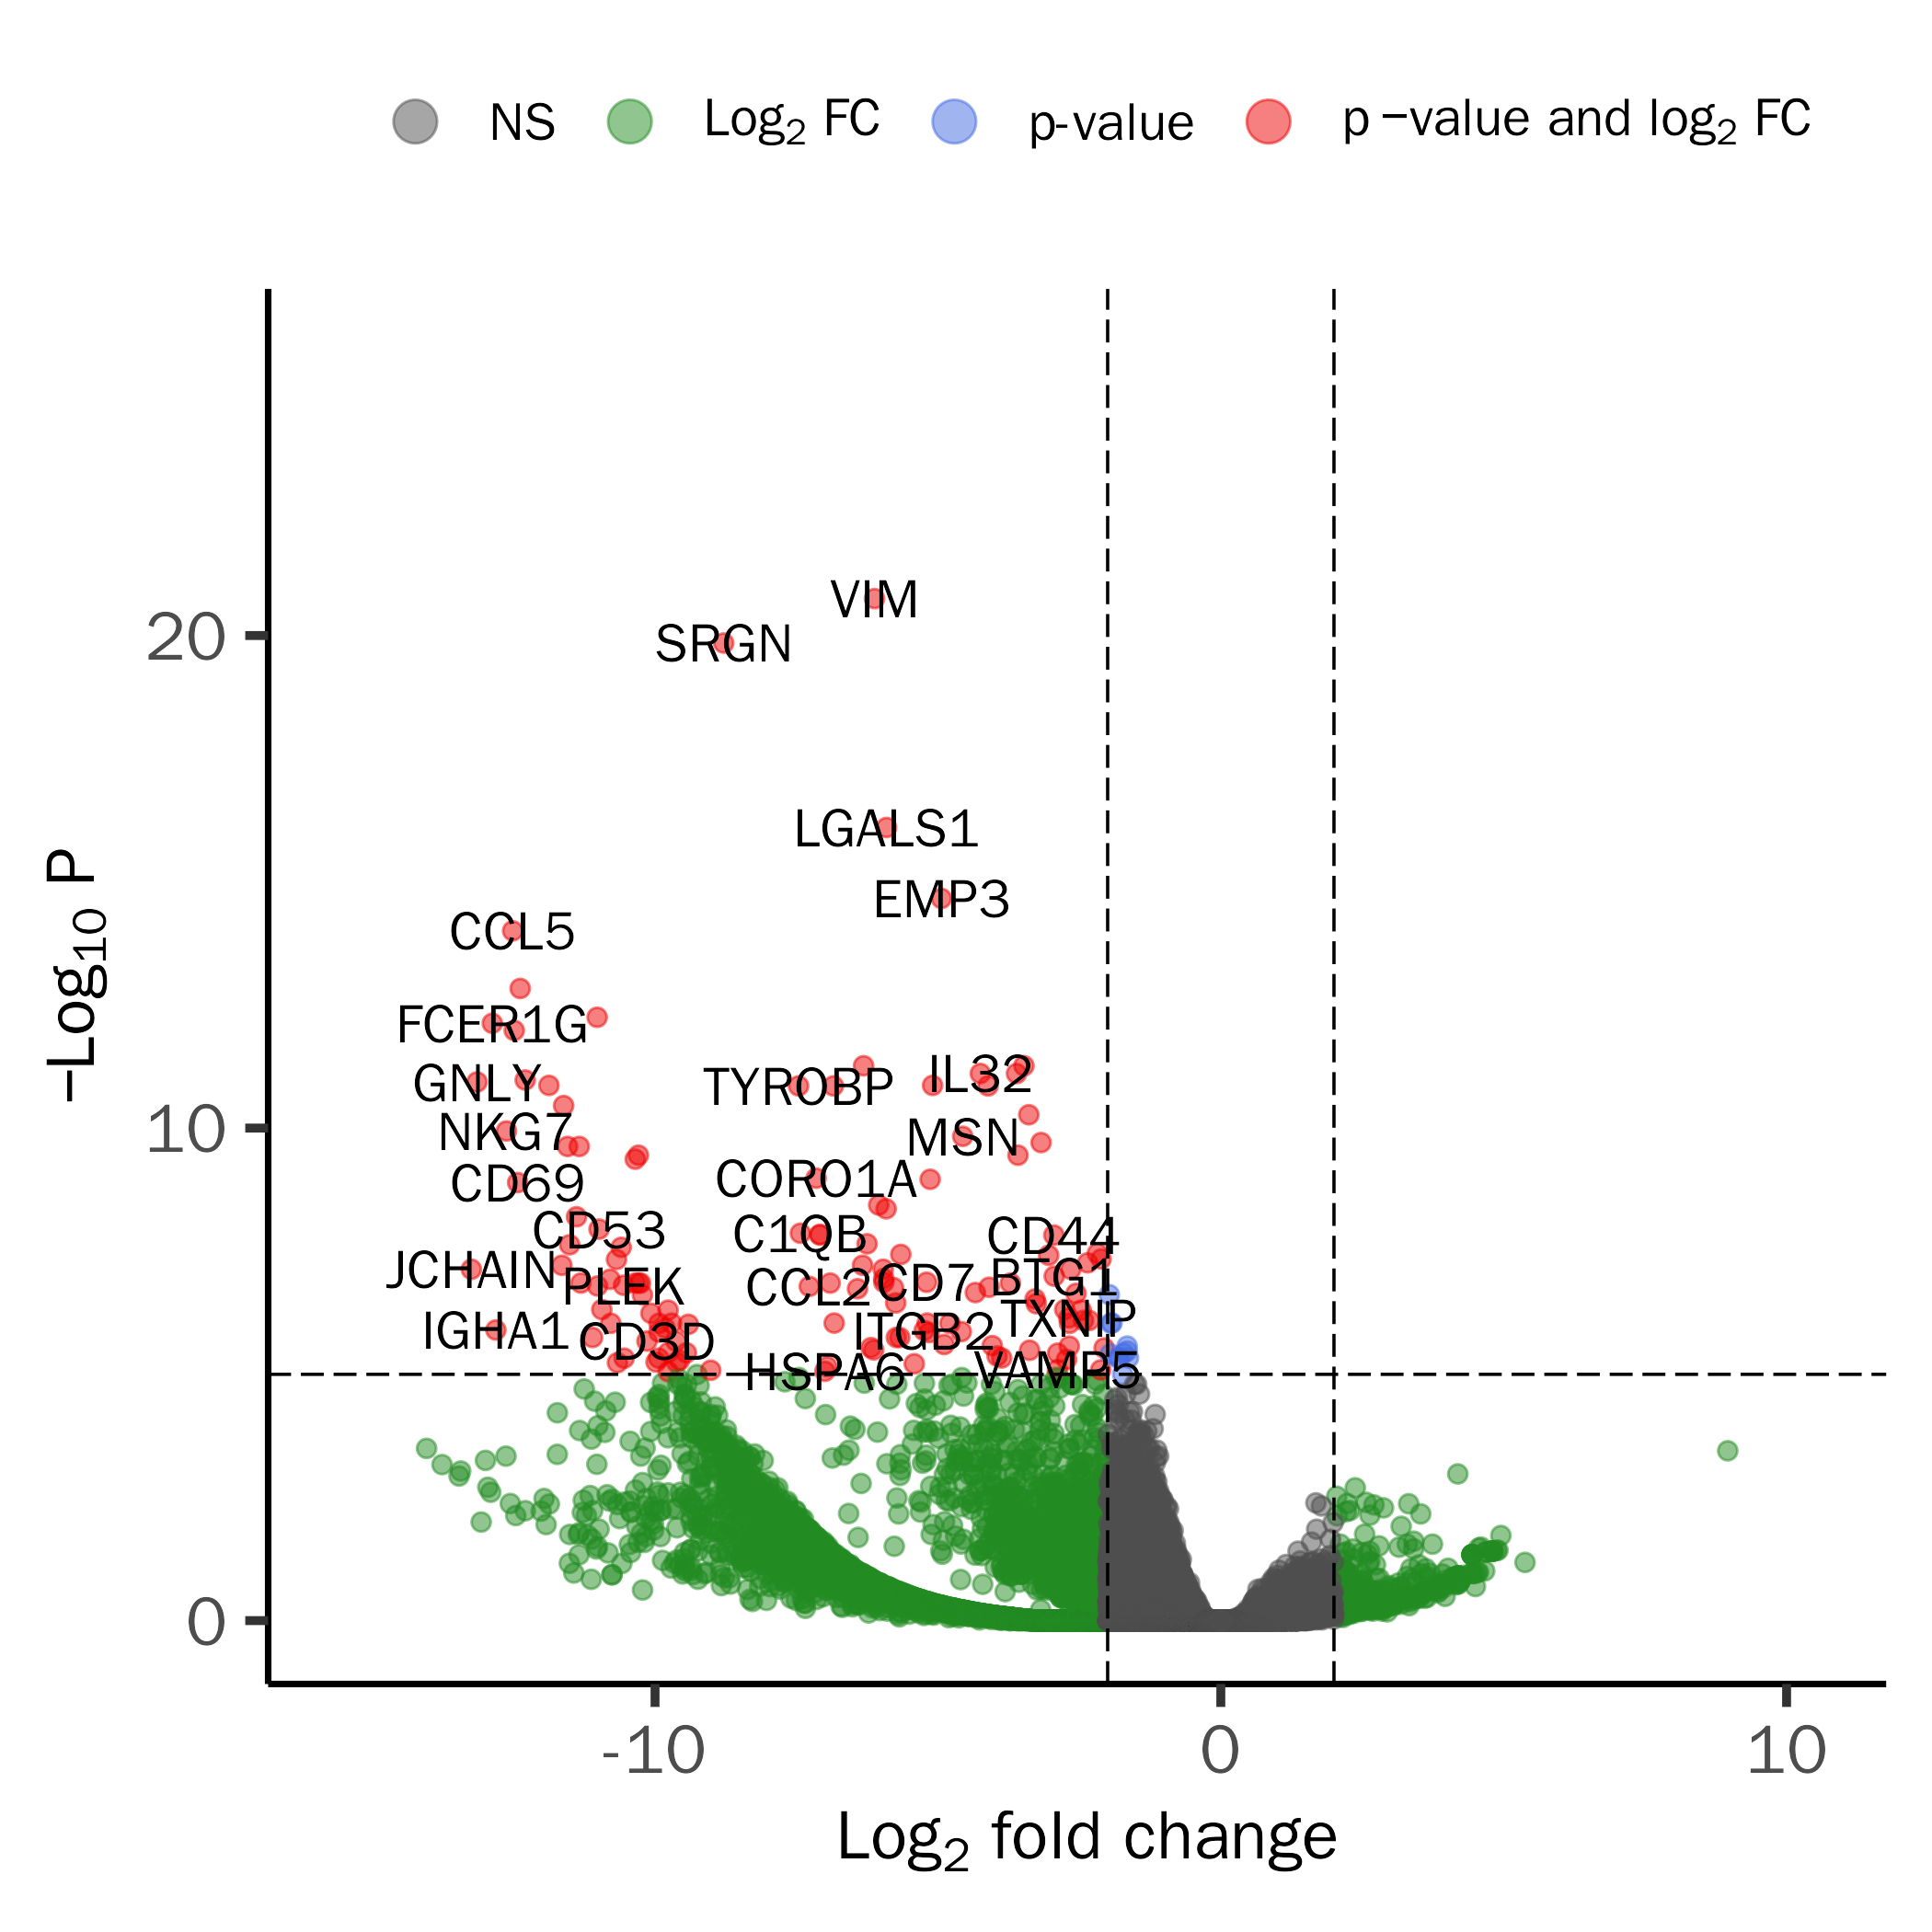 NS Log2 FC p-value p −value and log2 FC
VIM
20
SRGN
LGALS1
EMP3
CCL5
−Log10 P
FCER1G
IL32
GNLY TYROBP
10
NKG7 MSN
CD69 CORO1A
CD53 C1QB CD44
JCHAIN PLEK CCL2 CD7 BTG1
IGHA1 CD3D ITGB2 TXNIP
HSPA6 VAMP5
0
-10 0 10
Log2 fold change